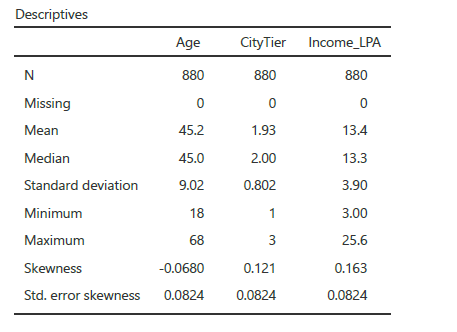 Descriptives
Age CityTier Income_LPA
N 880 880 880
Missing 0 0 0
Mean 45.2 1.93 13.4
Median 45.0 2.00 13.3
Standard deviation 9.02 0.802 3.90
Minimum 18 1 3.00
Maximum 68 3 25.6
Skewness -0.0680 0.121 0.163
Std. error skewness 0.0824 0.0824 0.0824